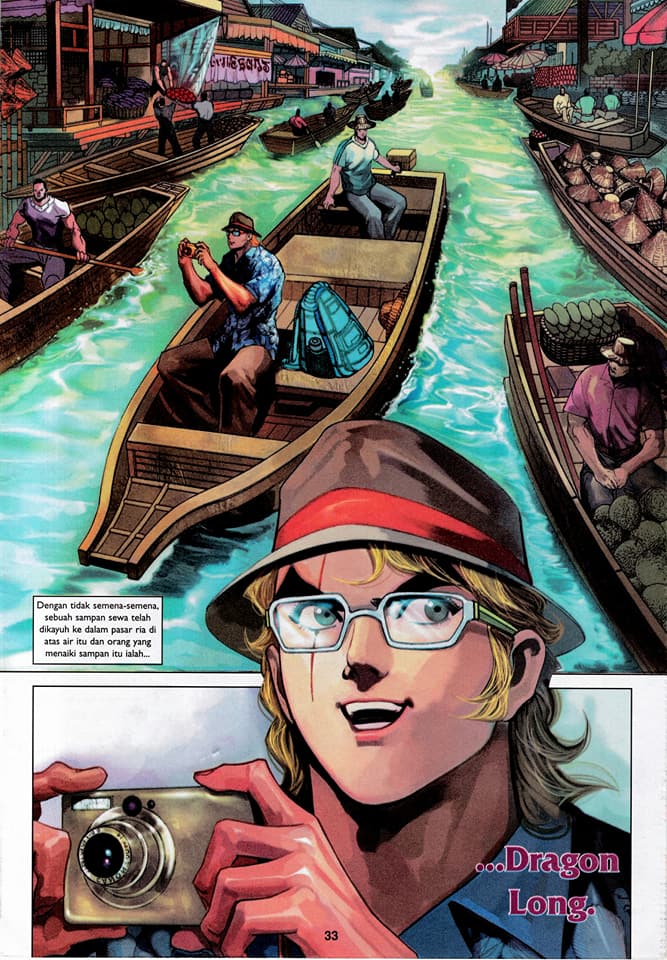 Dengan tidak semena-semena,
sebuah sampan sewa telah
dikayuh ke dalam pasar ria di
atas air itu dan orang yang
menaiki sampan itu ialah...
...Dragon
Long.
33